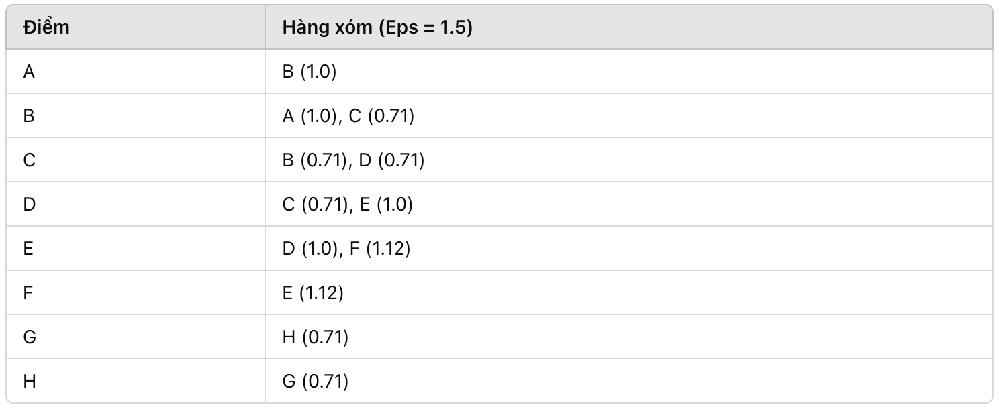 Điểm Hàng xóm (Eps = 1.5)
A B (1.0)
B A (1.0), C (0.71)
C B (0.71), D (0.71)
D C (0.71), E (1.0)
E D (1.0), F (1.12)
F E (1.12)
G H (0.71)
H G (0.71)